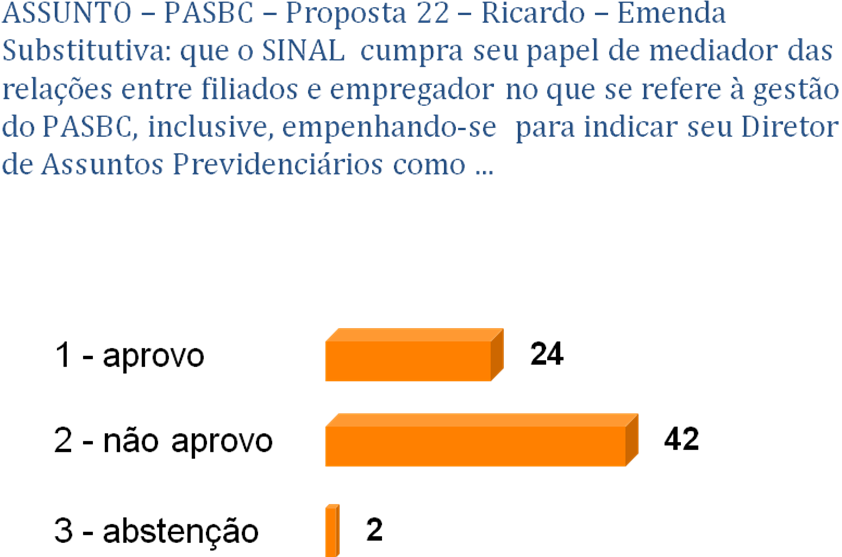 ASSUNTO – PASBC – Proposta 22 – Ricardo – Emenda
Substitutiva: que o SINAL cumpra seu papel de mediador das
relações entre filiados e empregador no que se refere à gestão
do PASBC, inclusive, empenhando-se para indicar seu Diretor
de Assuntos Previdenciários como ...
1 - aprovo 24
2 - não aprovo 42
3 - abstenção 2